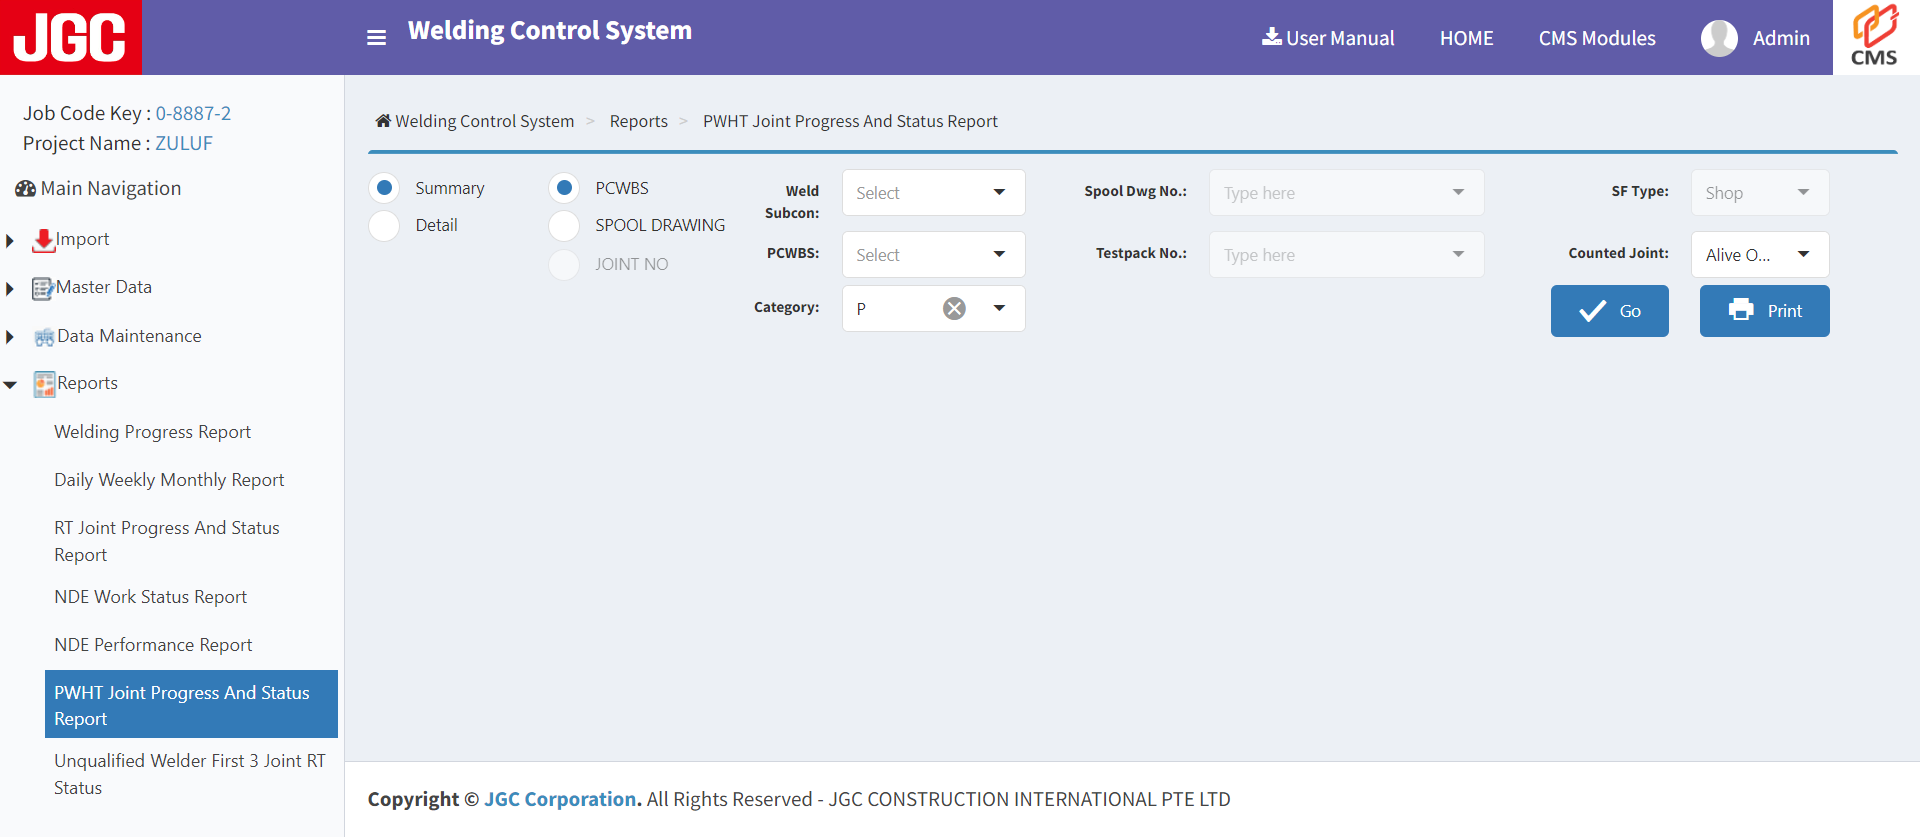 JGC
Welding Control System
User Manual
HOME
CMS Modules
Admin
CMS
Job Code Key : 0-8887-2
Project Name : ZULUF
Main Navigation
Import
Master Data
Data Maintenance
Reports
Welding Progress Report
Daily Weekly Monthly Report
RT Joint Progress And Status
Report
NDE Work Status Report
NDE Performance Report
PWHT Joint Progress And Status
Report
Unqualified Welder First 3 Joint RT
Status
Welding Control System > Reports > PWHT Joint Progress And Status Report
Summary
Detail
PCWBS
SPOOL DRAWING
JOINT NO
Weld
Subcon:
Select
PCWBS:
Select
Category:
P
Spool Dwg No.:
Type here
Testpack No.:
Type here
SF Type:
Shop
Counted Joint:
Alive O...
Go
Print
Copyright © JGC Corporation. All Rights Reserved - JGC CONSTRUCTION INTERNATIONAL PTE LTD